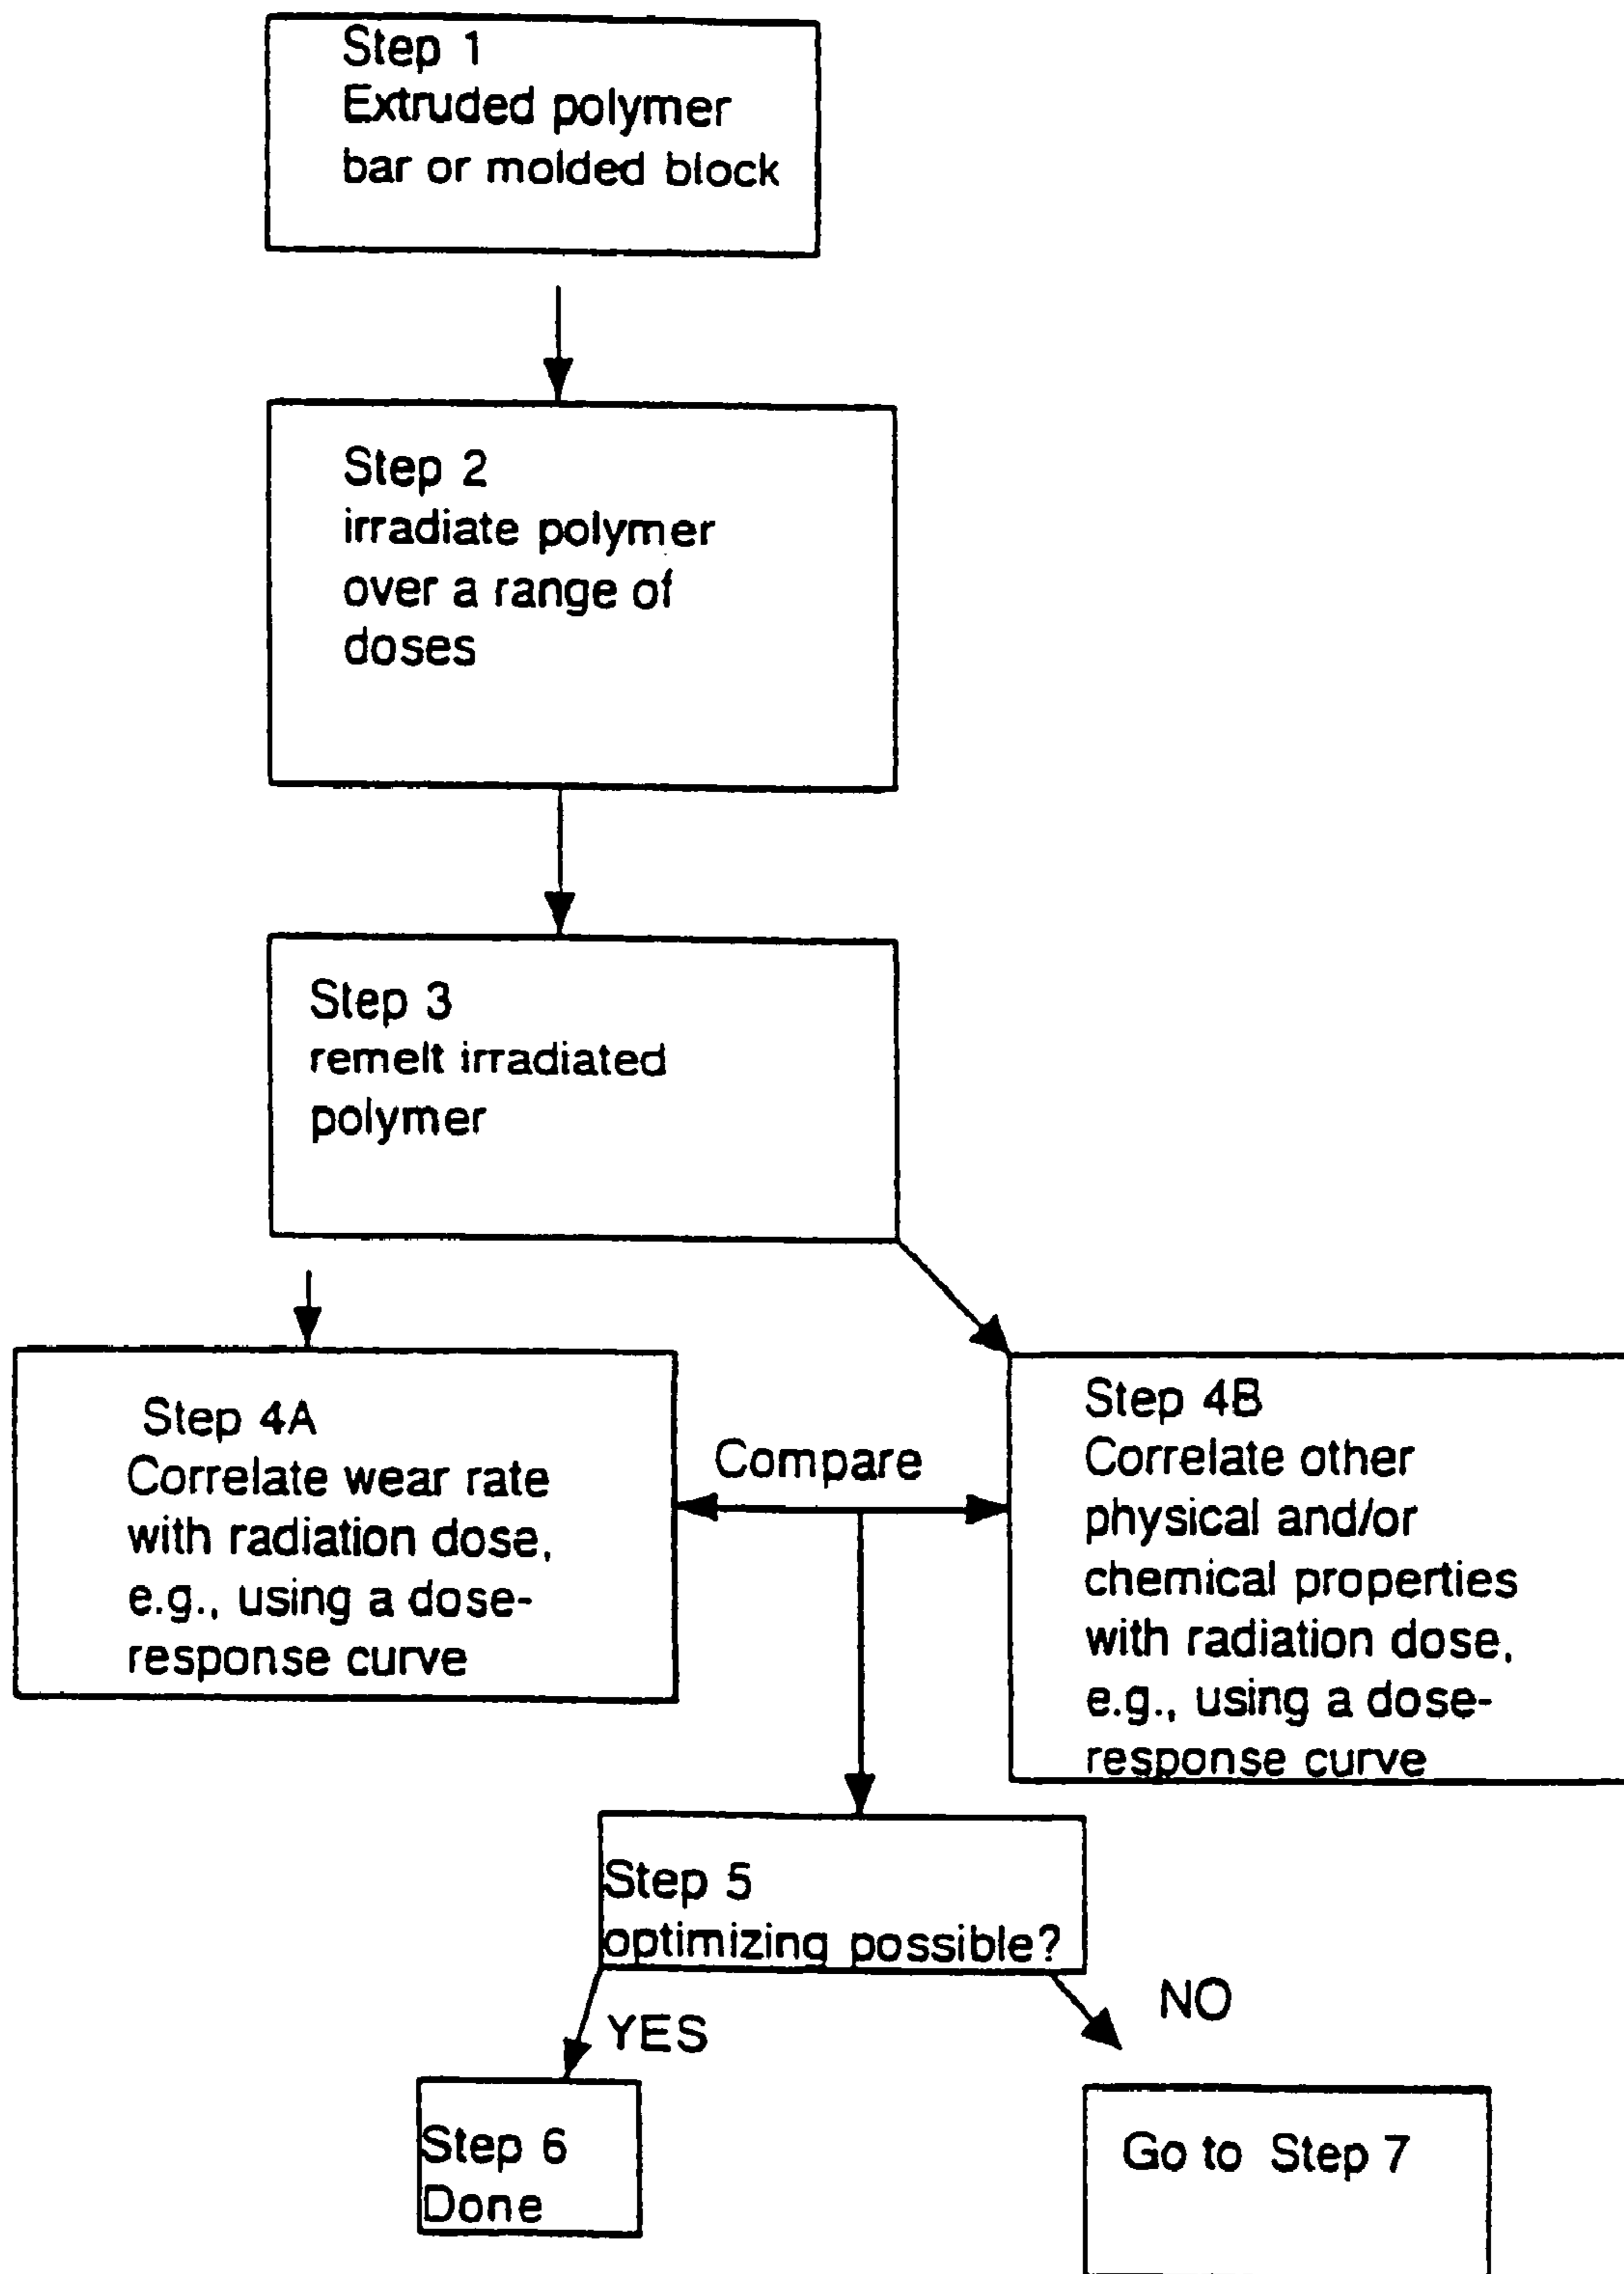 Step 1
Extruded polymer
bar or molded block
Step 2
irradiate polymer
over a range of
doses
Step 3
remelt irradiated
polymer
Step 4A
Correlate wear rate
with radiation dose,
e.g., using a dose-
response curve
Compare
Step 4B
Correlate other
physical and/or
chemical properties
with radiation dose,
e.g., using a dose-
response curve
Step 5
optimizing possible?
YES
NO
Step 6
Done
Go to Step 7